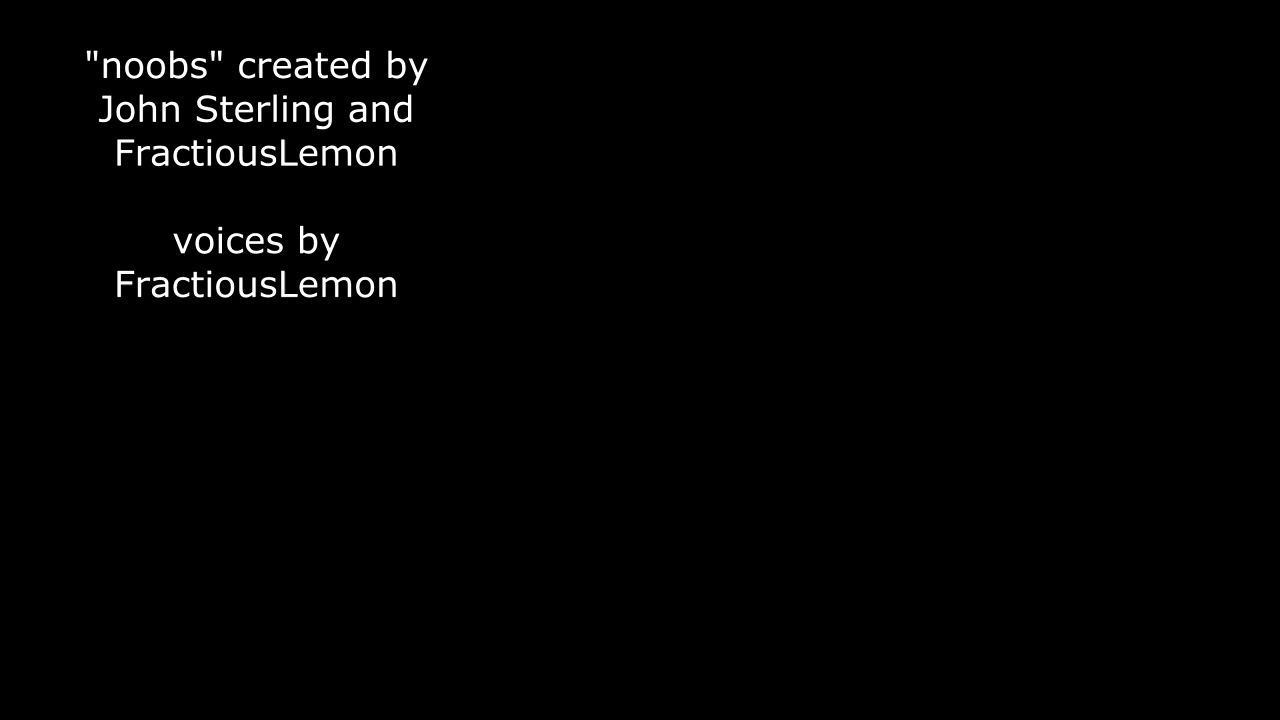 "noobs" created by
John Sterling and
FractiousLemon
voices by
FractiousLemon